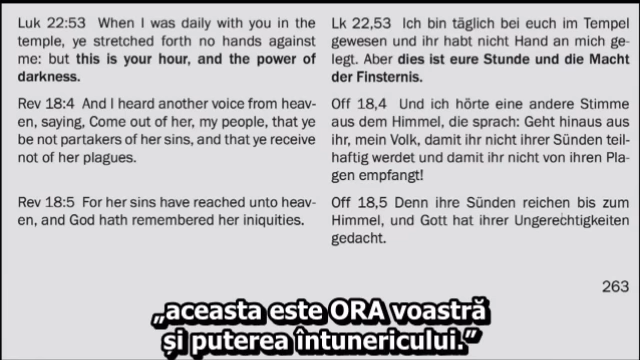 Luk 22:53 When I was daily with you in the
temple, ye stretched forth no hands against
me: but this is your hour, and the power of
darkness.
Rev 18:4 And I heard another voice from heav-
en, saying, Come out of her, my people, that ye
be not partakers of her sins, and that ye receive
not of her plagues.
Rev 18:5 For her sins have reached unto heav-
en, and God hath remembered her iniquities.
Lk 22,53 Ich bin täglich bei euch im Tempel
gewesen und ihr habt nicht Hand an mich ge-
legt. Aber dies ist eure Stunde und die Macht
der Finsternis.
Off 18,4 Und ich hörte eine andere Stimme
aus dem Himmel, die sprach: Geht hinaus aus
ihr, mein Volk, damit ihr nicht ihrer Sünden teil-
haftig werdet und damit ihr nicht von ihren Pla-
gen empfangt!
Off 18,5 Denn ihre Sünden reichen bis zum
Himmel, und Gott hat ihrer Ungerechtigkeiten
gedacht.
263
„aceasta este ORA voastră
și puterea întunericului.”